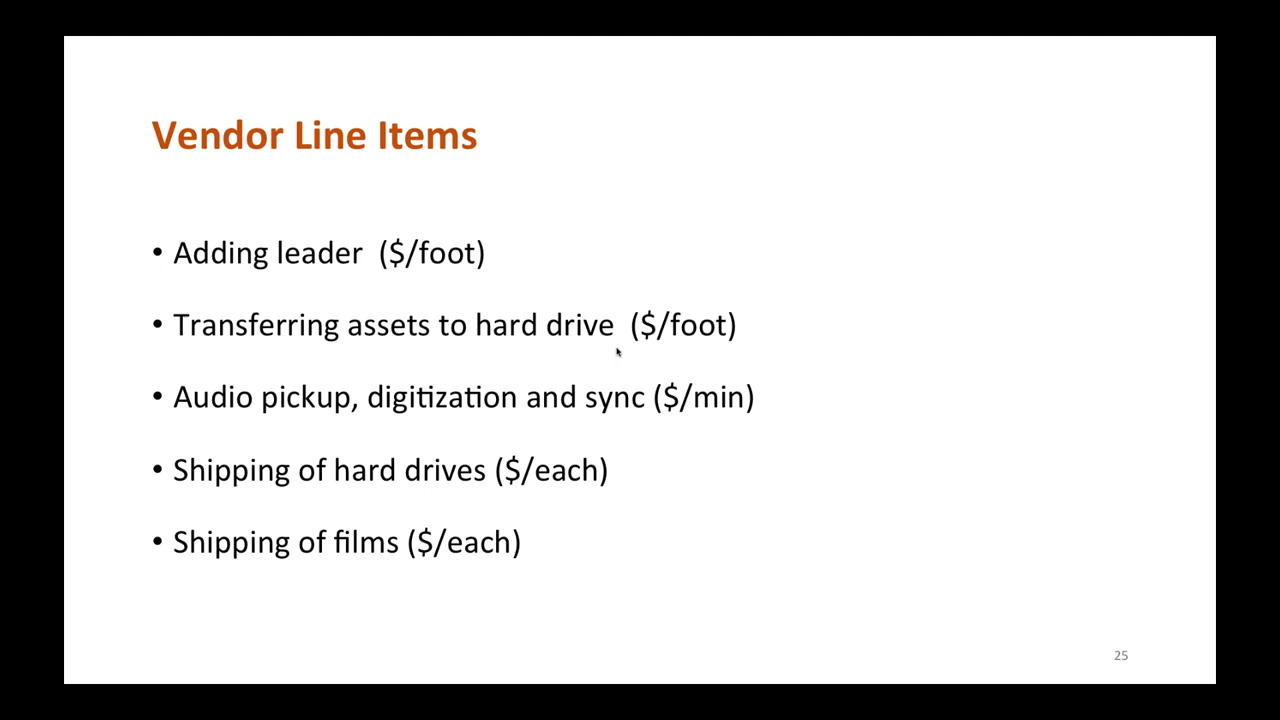 Vendor Line Items
• Adding leader  ($/foot)
• Transferring assets to hard drive  ($/foot)
• Audio pickup, digitization and sync ($/min)
• Shipping of hard drives ($/each)
• Shipping of films ($/each)
25